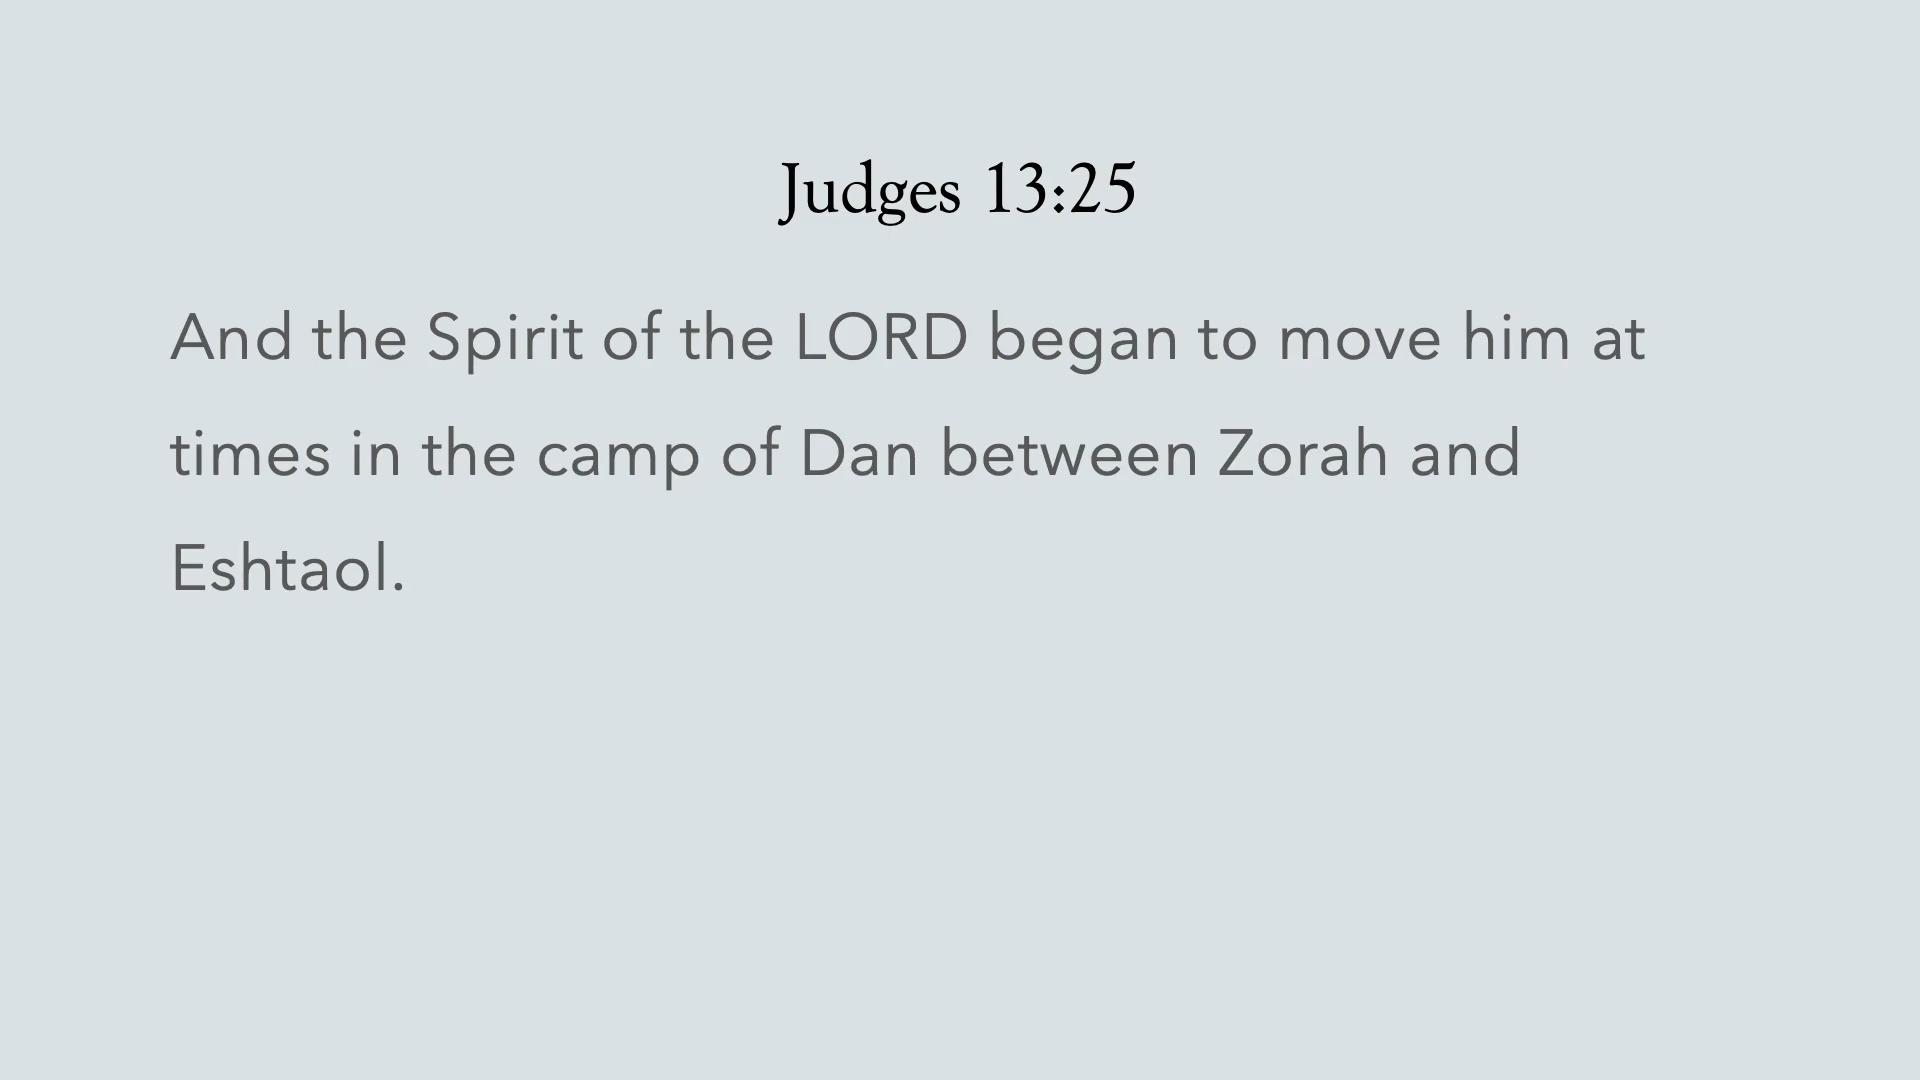 Judges 13:25
And the Spirit of the LORD began to move him at
times in the camp of Dan between Zorah and
Eshtaol.